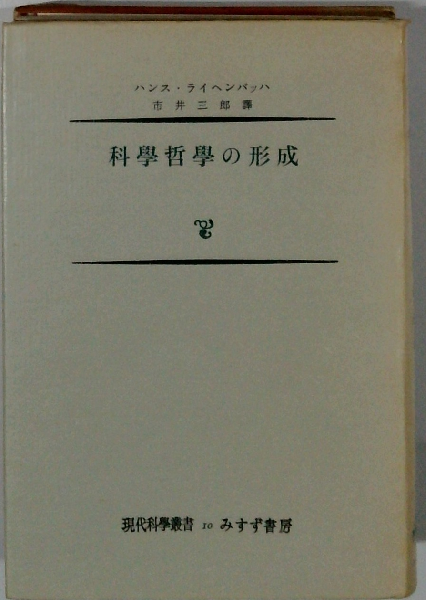 ハンス・ライヘンバッハ
市井三郎譯
科學哲學の形成
現代科學叢書 10 みすず書房